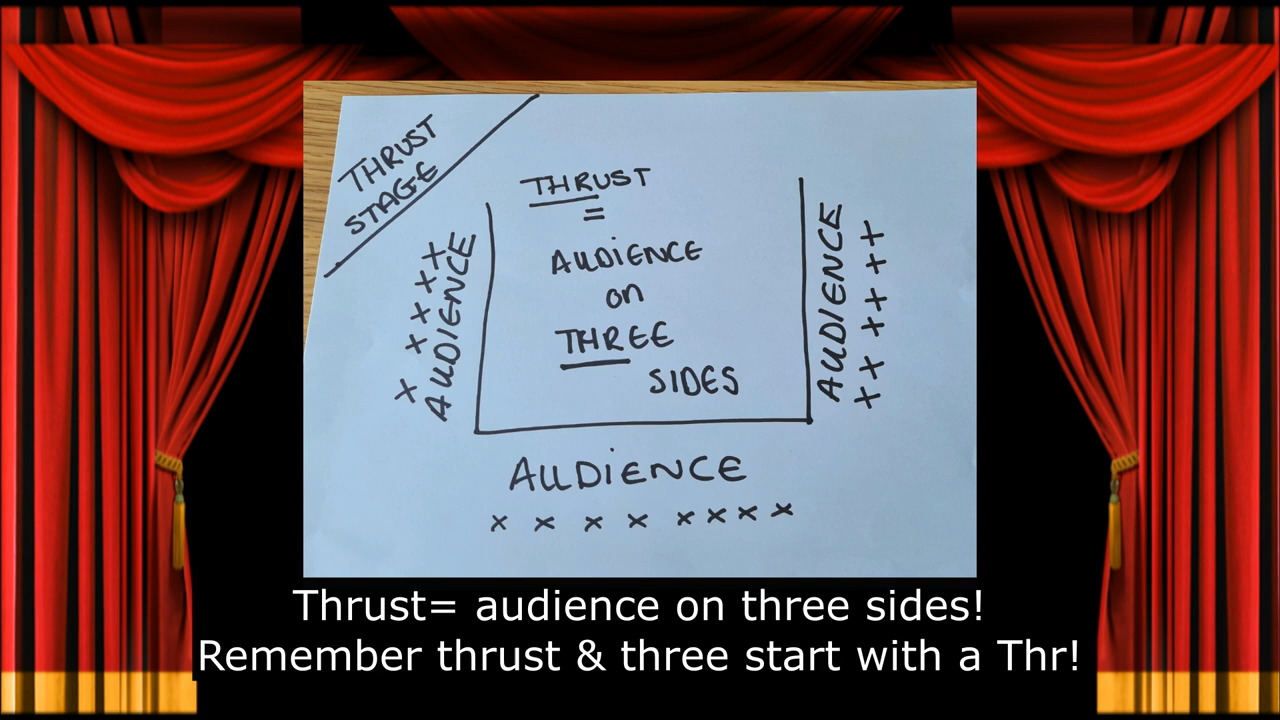 THRUST
STAGE
THRUST
=
AUDIENCE
on
THREE
SIDES
AUDIENCE
x x x x x x
AUDIENCE
x x x x x x
AUDIENCE
x x x x x x x x
Thrust= audience on three sides!
Remember thrust & three start with a Thr!